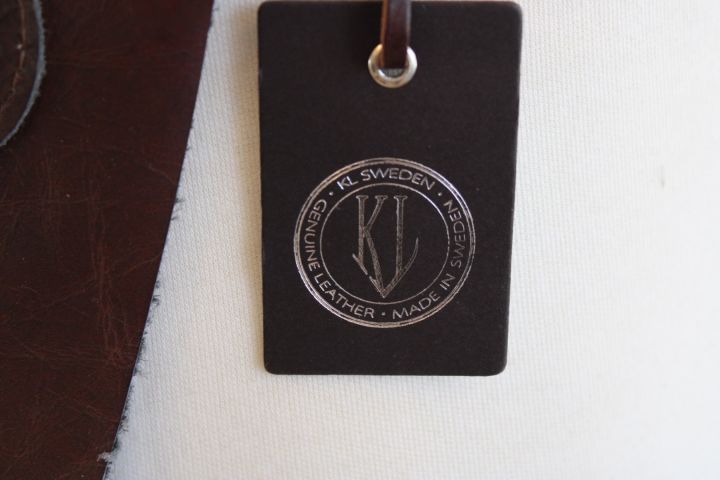 KL SWEDEN · MADE IN SWEDEN · GENUINE LEATHER ·
KL